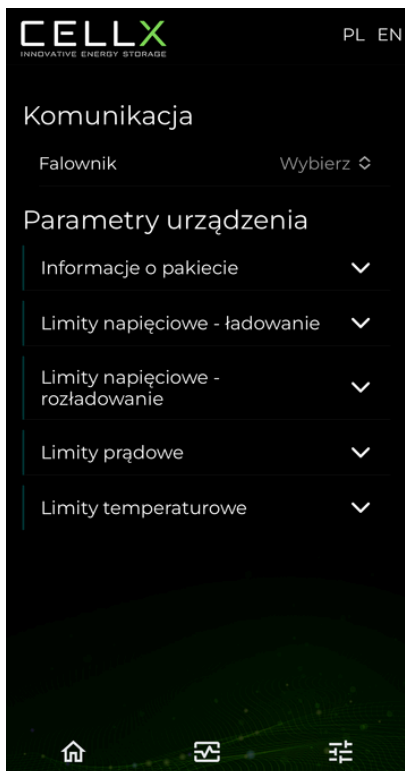 CELLX
INNOVATIVE ENERGY STORAGE
PL EN
Komunikacja
Falownik Wybierz
Parametry urządzenia
Informacje o pakiecie
Limity napięciowe - ładowanie
Limity napięciowe -
rozładowanie
Limity prądowe
Limity temperaturowe